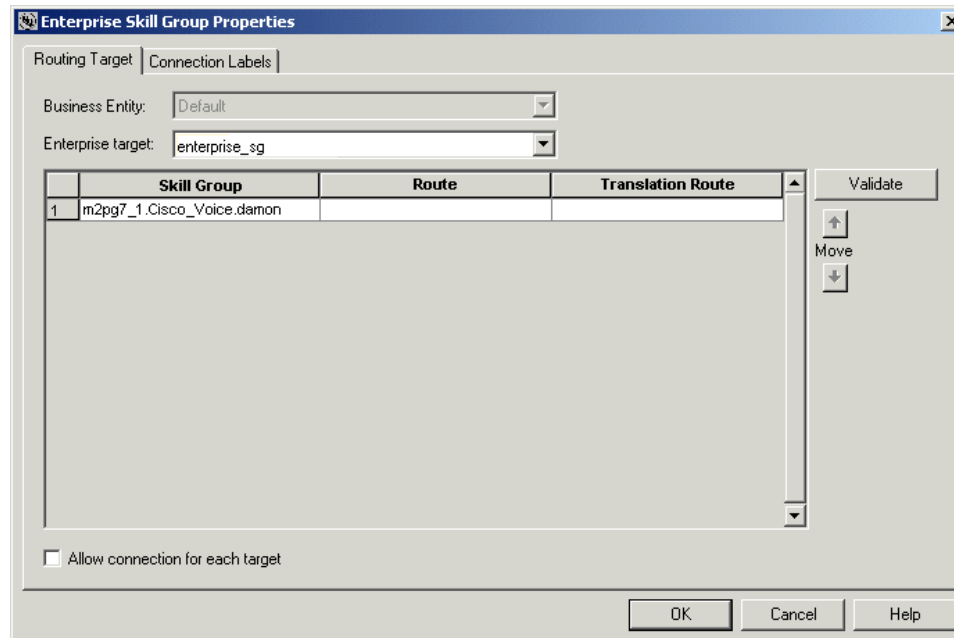 Enterprise Skill Group Properties
Routing Target Connection Labels
Business Entity: Default
Enterprise target: enterprise_sg
Skill Group Route Translation Route Validate
1 m2pg7_1.Cisco_Voice.damon
Move
Allow connection for each target
OK Cancel Help